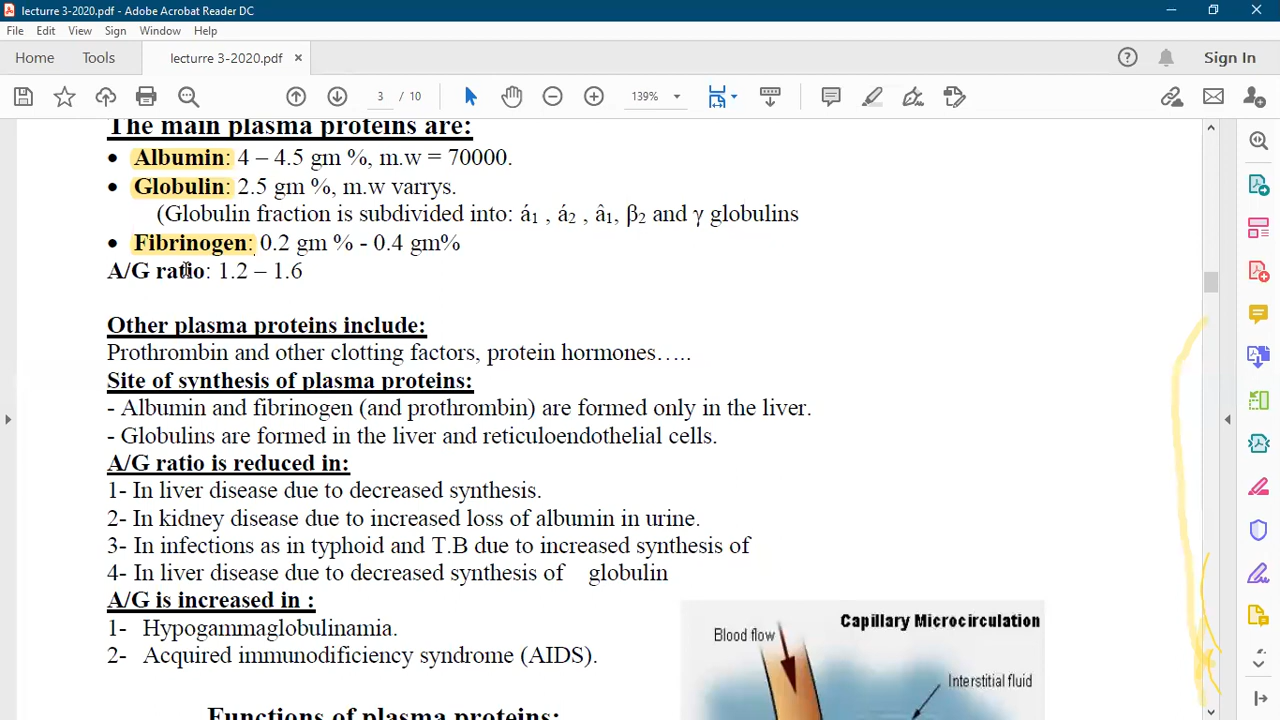 lecturre 3-2020.pdf - Adobe Acrobat Reader DC
File Edit View Sign Window Help
Home Tools lecturre 3-2020.pdf × Sign In
3 / 10 139%
The main plasma proteins are:
• Albumin: 4 – 4.5 gm %, m.w = 70000.
• Globulin: 2.5 gm %, m.w varrys.
(Globulin fraction is subdivided into: á1 , á2 , â1, β2 and γ globulins
• Fibrinogen: 0.2 gm % - 0.4 gm%
A/G ratio: 1.2 – 1.6
Other plasma proteins include:
Prothrombin and other clotting factors, protein hormones…..
Site of synthesis of plasma proteins:
- Albumin and fibrinogen (and prothrombin) are formed only in the liver.
- Globulins are formed in the liver and reticuloendothelial cells.
A/G ratio is reduced in:
1- In liver disease due to decreased synthesis.
2- In kidney disease due to increased loss of albumin in urine.
3- In infections as in typhoid and T.B due to increased synthesis of
4- In liver disease due to decreased synthesis of globulin
A/G is increased in :
1- Hypogammaglobulinamia.
2- Acquired immunodificiency syndrome (AIDS).
Capillary Microcirculation
Blood flow
Interstitial fluid
Functions of plasma proteins: